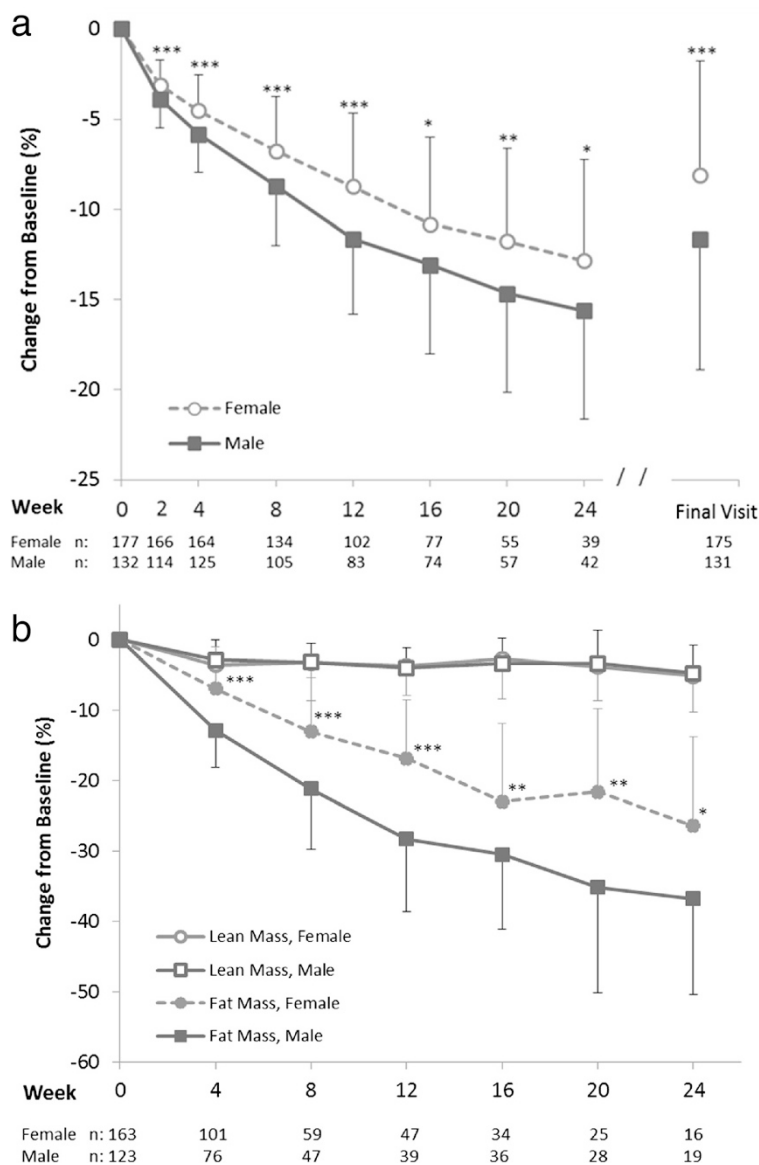 a
0
-5
-10
-15
-20
-25
Change from Baseline (%)
***
***
***
***
*
**
*
***
Female
Male
Week 0 2 4 8 12 16 20 24 / / Final Visit
Female n: 177 166 164 134 102 77 55 39 175
Male n: 132 114 125 105 83 74 57 42 131
b
0
-10
-20
-30
-40
-50
-60
Change from Baseline (%)
***
***
***
**
**
*
Lean Mass, Female
Lean Mass, Male
Fat Mass, Female
Fat Mass, Male
Week 0 4 8 12 16 20 24
Female n: 163 101 59 47 34 25 16
Male n: 123 76 47 39 36 28 19